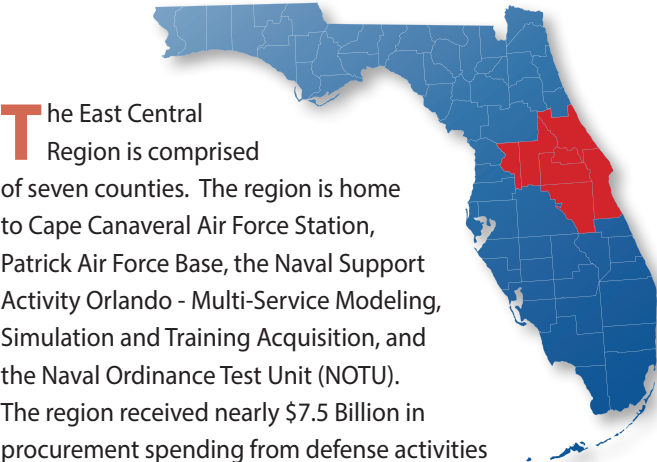 The East Central
Region is comprised
of seven counties.  The region is home
to Cape Canaveral Air Force Station,
Patrick Air Force Base, the Naval Support
Activity Orlando - Multi-Service Modeling,
Simulation and Training Acquisition, and
the Naval Ordinance Test Unit (NOTU).
The region received nearly $7.5 Billion in
procurement spending from defense activities